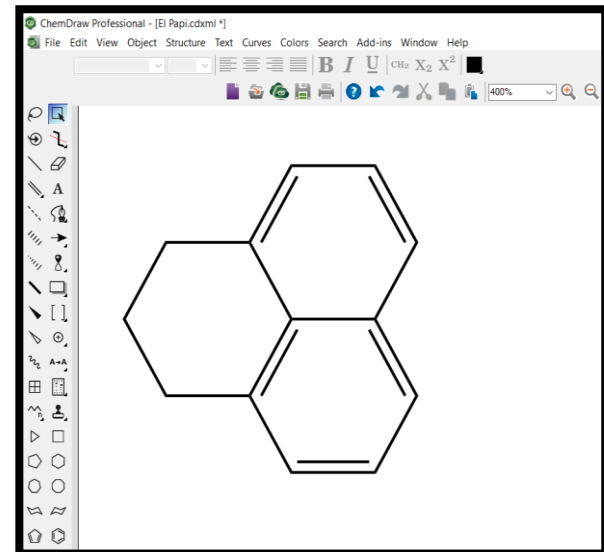 ChemDraw Professional - [El Papi.cdxml *]
File Edit View Object Structure Text Curves Colors Search Add-ins Window Help
B I U CH₂ X₂ X²
400%
A
A→A